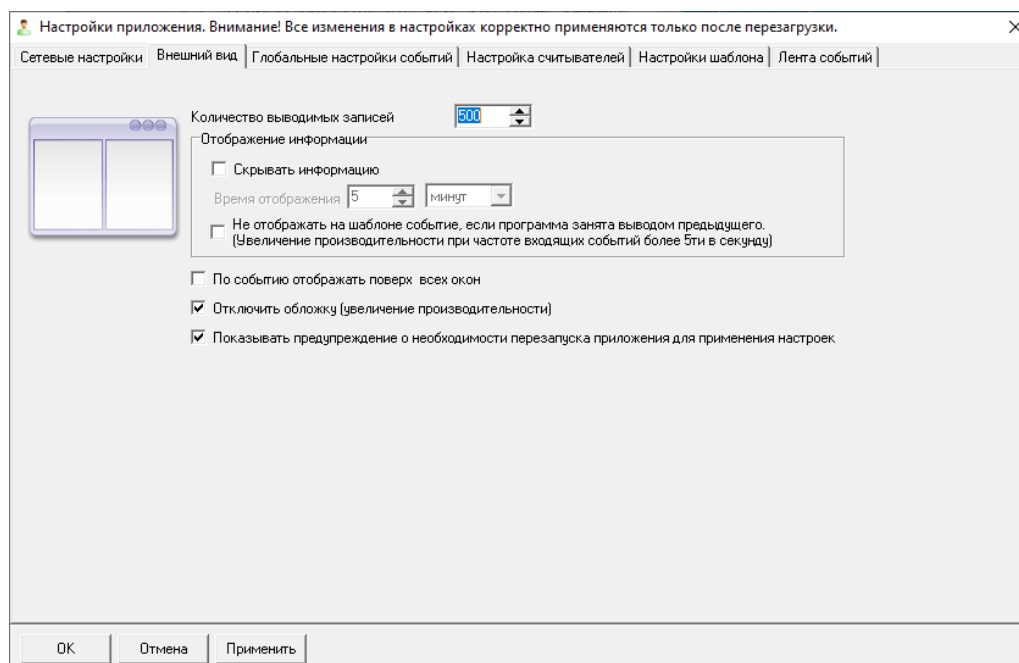 Настройки приложения. Внимание! Все изменения в настройках корректно применяются только после перезагрузки.
Сетевые настройки Внешний вид Глобальные настройки событий Настройка считывателей Настройки шаблона Лента событий
Количество выводимых записей 500
Отображение информации
Скрывать информацию
Время отображения 5 минут
Не отображать на шаблоне событие, если программа занята выводом предыдущего.
(Увеличение производительности при частоте входящих событий более 5ти в секунду)
По событию отображать поверх всех окон
Отключить обложку (увеличение производительности)
Показывать предупреждение о необходимости перезапуска приложения для применения настроек
OK Отмена Применить